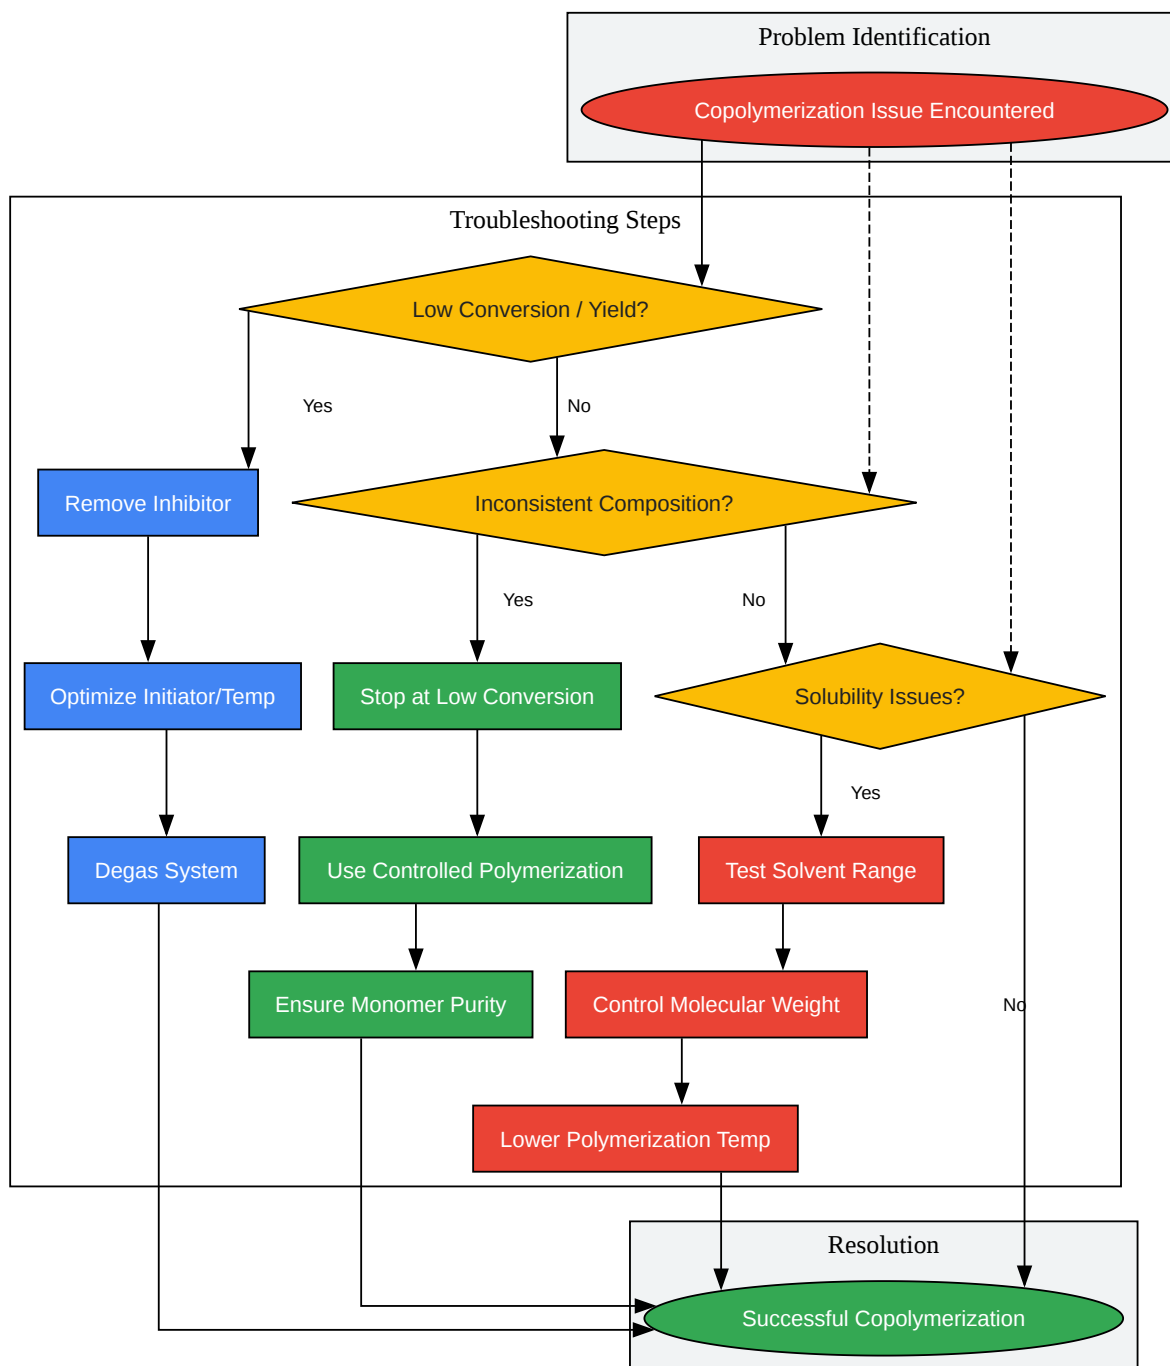 Problem Identification
Copolymerization Issue Encountered
Troubleshooting Steps
Low Conversion / Yield?
Yes
No
Remove Inhibitor
Inconsistent Composition?
Yes
No
Optimize Initiator/Temp
Stop at Low Conversion
Solubility Issues?
Yes
Degas System
Use Controlled Polymerization
Test Solvent Range
Ensure Monomer Purity
Control Molecular Weight
No
Lower Polymerization Temp
Resolution
Successful Copolymerization